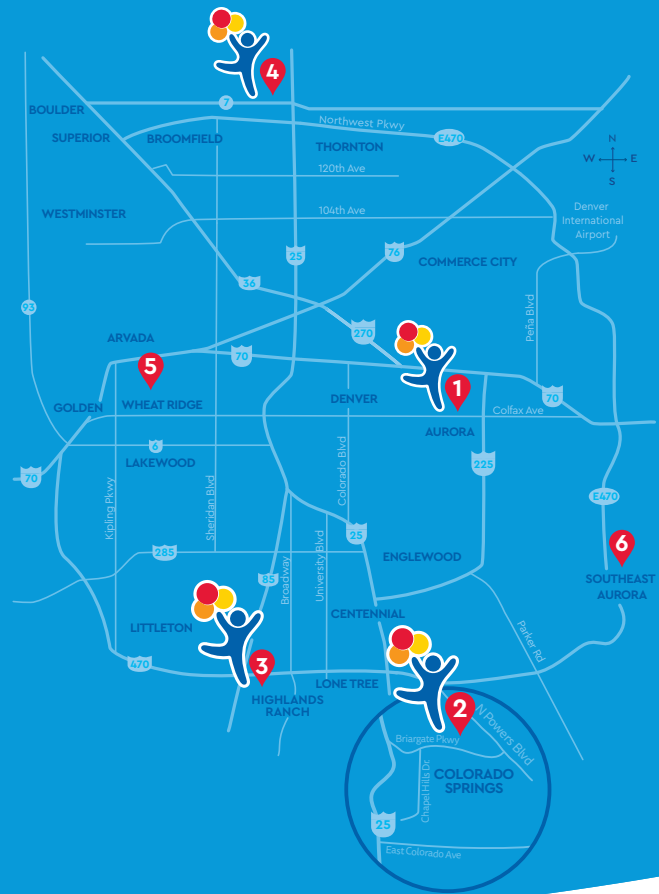 4
7
BOULDER
Northwest Pkwy
SUPERIOR
BROOMFIELD
E470
THORNTON
N
W
E
S
120th Ave
WESTMINSTER
104th Ave
Denver
International
Airport
25
76
COMMERCE CITY
36
93
Peña Blvd
270
ARVADA
70
5
1
70
GOLDEN
WHEAT RIDGE
DENVER
Colfax Ave
AURORA
6
LAKEWOOD
70
225
Kipling Pkwy
Sheridan Blvd
Colorado Blvd
E470
25
285
ENGLEWOOD
6
SOUTHEAST
AURORA
85
Broadway
University Blvd
CENTENNIAL
LITTLETON
Parker Rd
470
3
LONE TREE
HIGHLANDS
RANCH
2
N Powers Blvd
Briargate Pkwy
COLORADO
SPRINGS
Chapel Hills Dr.
25
East Colorado Ave